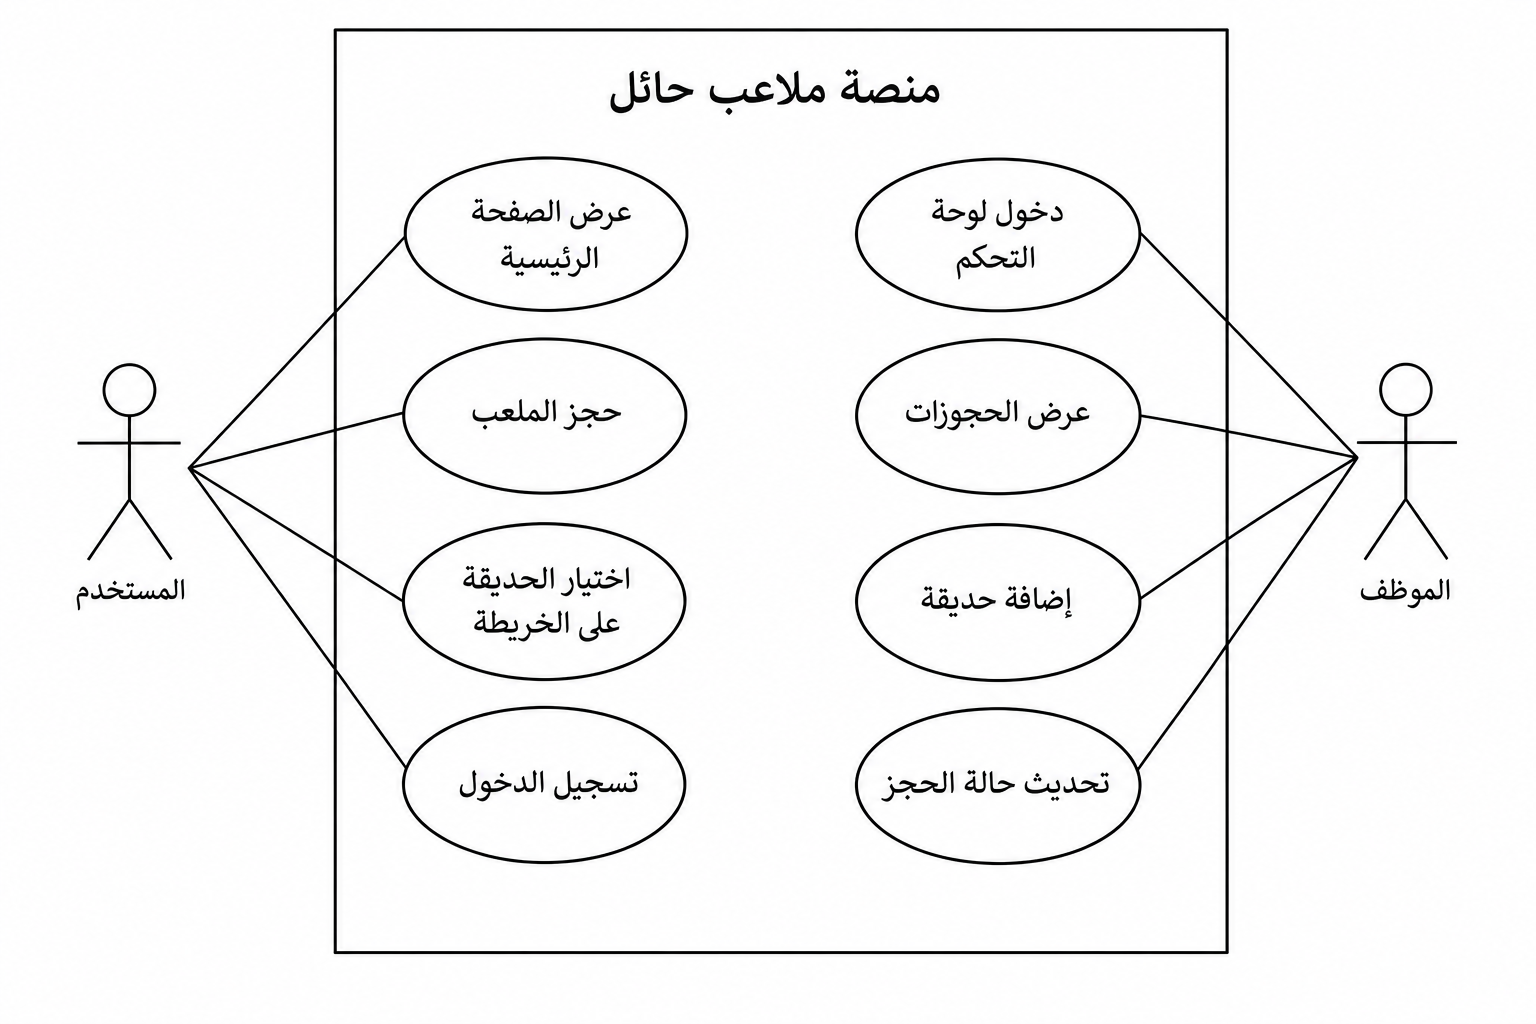 منصة ملاعب حائل
دخول لوحة
التحكم
عرض الحجوزات
إضافة حديقة
تحديث حالة الحجز
عرض الصفحة
الرئيسية
حجز الملعب
اختيار الحديقة
على الخريطة
تسجيل الدخول
الموظف
المستخدم